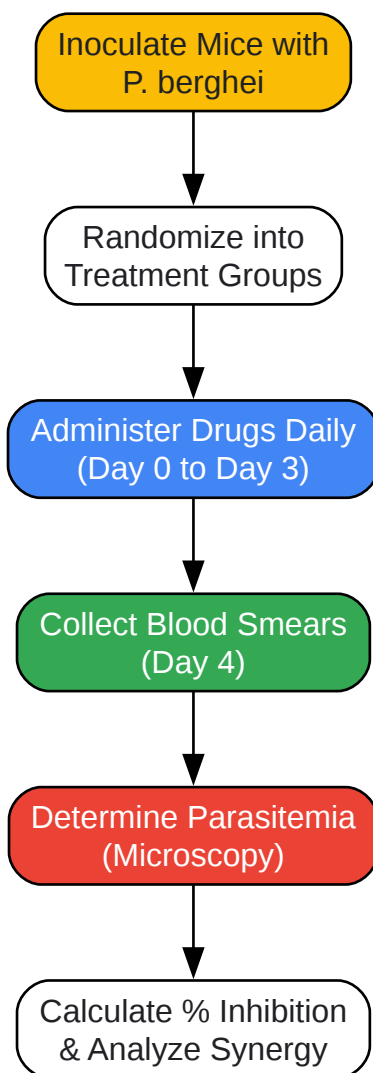 Inoculate Mice with
P. berghei
Randomize into
Treatment Groups
Administer Drugs Daily
(Day 0 to Day 3)
Collect Blood Smears
(Day 4)
Determine Parasitemia
(Microscopy)
Calculate % Inhibition
& Analyze Synergy